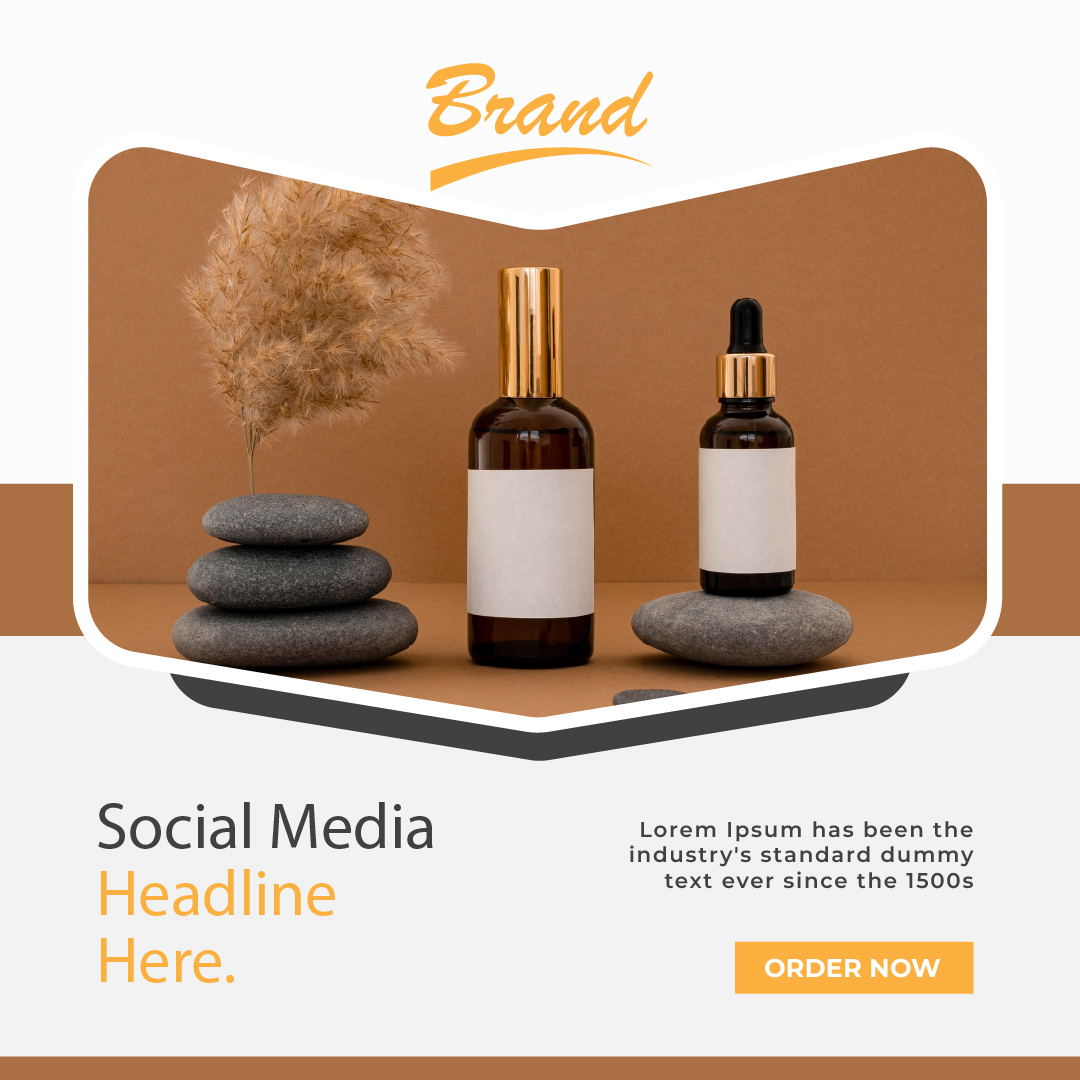 Brand
Social Media
Headline
Here.
Lorem Ipsum has been the
industry's standard dummy
text ever since the 1500s
ORDER NOW